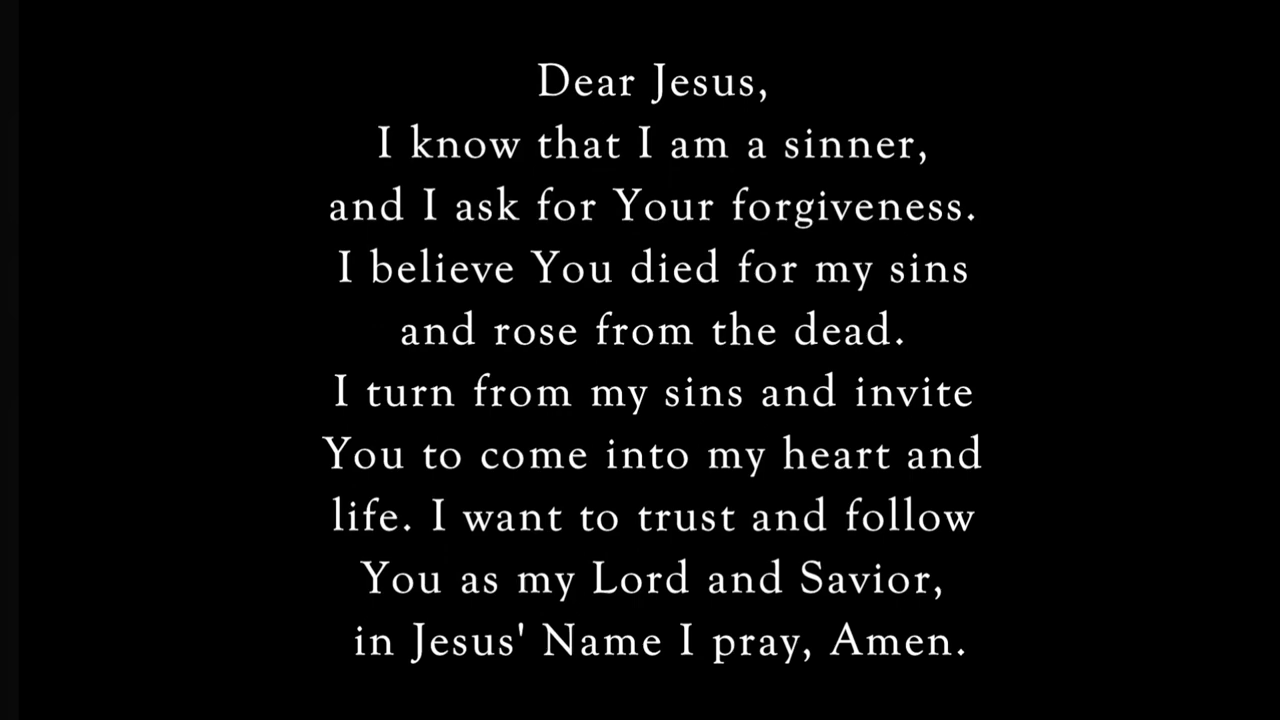 Dear Jesus,
I know that I am a sinner,
and I ask for Your forgiveness.
I believe You died for my sins
and rose from the dead.
I turn from my sins and invite
You to come into my heart and
life. I want to trust and follow
You as my Lord and Savior,
in Jesus' Name I pray, Amen.